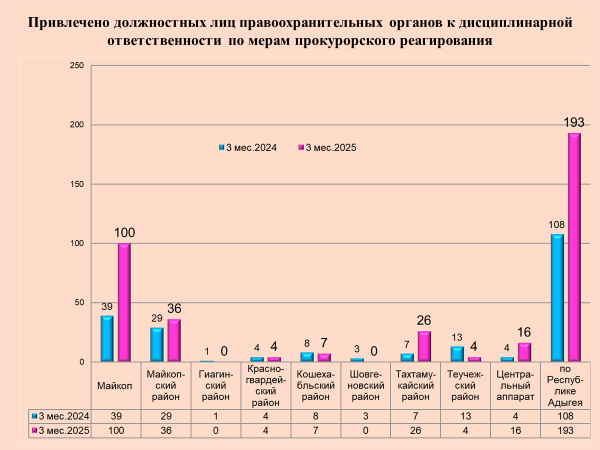 Привлечено должностных лиц правоохранительных органов к дисциплинарной
ответственности по мерам прокурорского реагирования
250
200
150
100
50
0
3 мес.2024 3 мес.2025
39 100 29 36 1 0 4 4 8 7 3 0 7 26 13 4 4 16 108 193
Майкоп
Майкоп-
ский
район
Гиагин-
ский
район
Красно-
гвардей-
ский
район
Кошеха-
бльский
район
Шовге-
новский
район
Тахтаму-
кайский
район
Теучеж-
ский
район
Центра-
льный
аппарат
по
Респуб-
лике
Адыгея
3 мес.2024 39 29 1 4 8 3 7 13 4 108
3 мес.2025 100 36 0 4 7 0 26 4 16 193